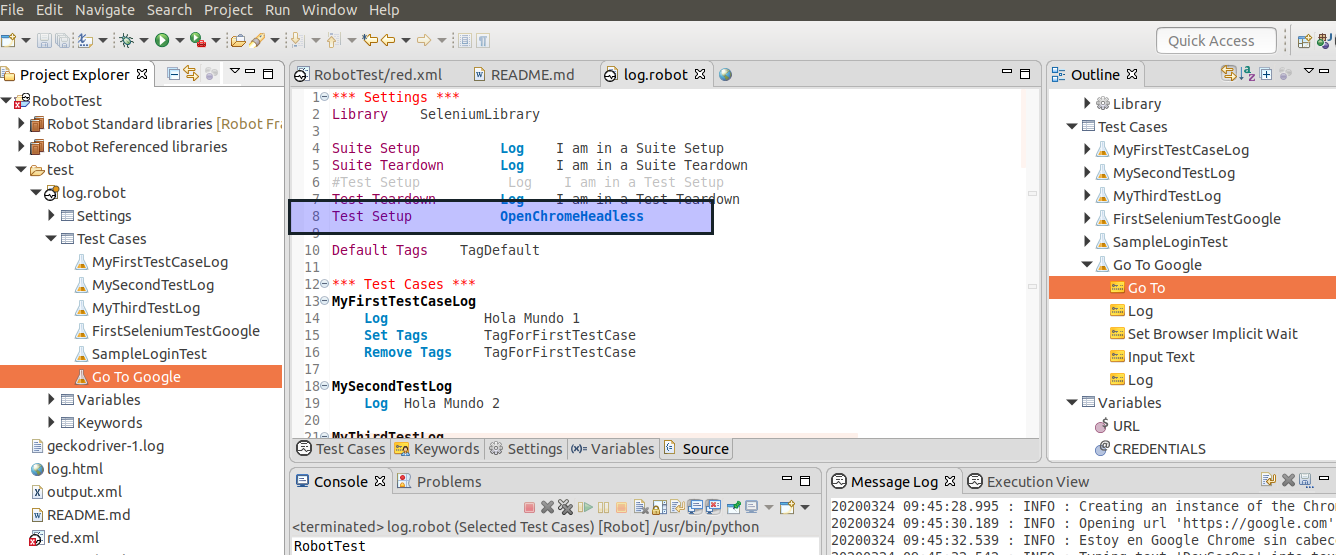 File Edit Navigate Search Project Run Window Help
Quick Access
Project Explorer
RobotTest
Robot Standard libraries [Robot Fra
Robot Referenced libraries
test
log.robot
Settings
Test Cases
MyFirstTestCaseLog
MySecondTestLog
MyThirdTestLog
FirstSeleniumTestGoogle
SampleLoginTest
Go To Google
Variables
Keywords
geckodriver-1.log
log.html
output.xml
README.md
red.xml
RobotTest/red.xml README.md log.robot
1 *** Settings ***
2 Library SeleniumLibrary
3
4 Suite Setup Log I am in a Suite Setup
5 Suite Teardown Log I am in a Suite Teardown
6 #Test Setup Log I am in a Test Setup
7 Test Teardown Log I am in a Test Teardown
8 Test Setup OpenChromeHeadless
9
10 Default Tags TagDefault
11
12 *** Test Cases ***
13 MyFirstTestCaseLog
14 Log Hola Mundo 1
15 Set Tags TagForFirstTestCase
16 Remove Tags TagForFirstTestCase
17
18 MySecondTestLog
19 Log Hola Mundo 2
20
21 MyThirdTestLog
Test Cases Keywords Settings (x)= Variables Source
Outline
Library
Test Cases
MyFirstTestCaseLog
MySecondTestLog
MyThirdTestLog
FirstSeleniumTestGoogle
SampleLoginTest
Go To Google
Go To
Log
Set Browser Implicit Wait
Input Text
Log
Variables
URL
CREDENTIALS
Console Problems
<terminated> log.robot (Selected Test Cases) [Robot] /usr/bin/python
RobotTest
Message Log Execution View
20200324 09:45:28.995 : INFO : Creating an instance of the Chro
20200324 09:45:30.189 : INFO : Opening url 'https://google.com'
20200324 09:45:32.539 : INFO : Estoy en Google Chrome sin cabec